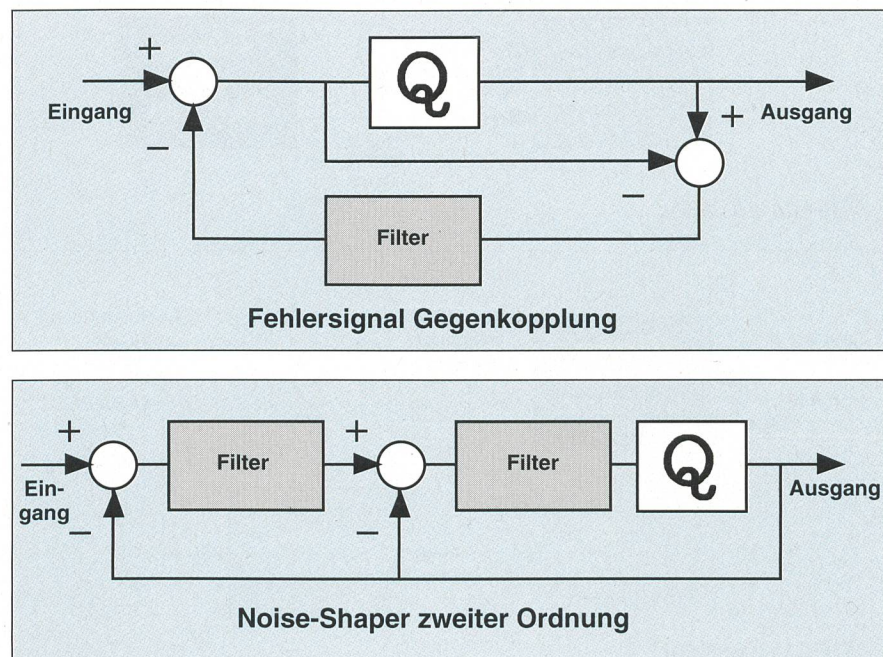 +
Q
Eingang
+
Ausgang
−
−
Filter
Fehlersignal Gegenkopplung
+
+
Filter
Filter
Q
Ein-
gang
Ausgang
−
−
Noise-Shaper zweiter Ordnung